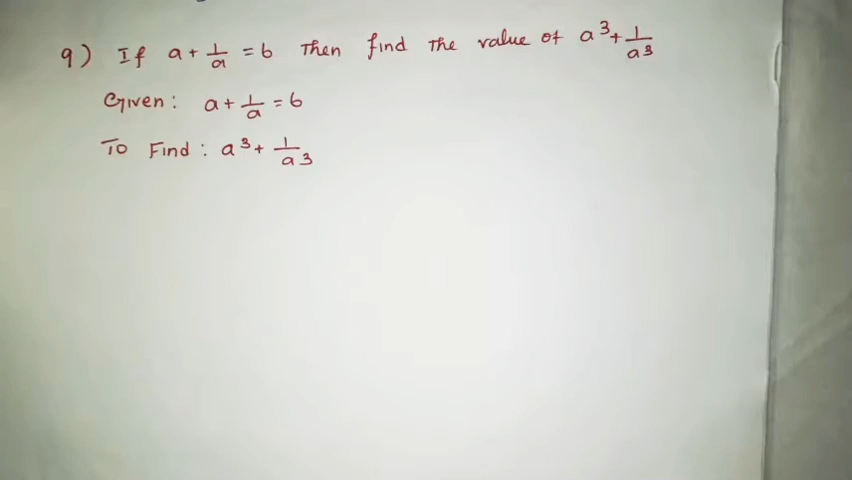 9) If a + 1/a = 6 Then find the value of a³ + 1/a³
Given: a + 1/a = 6
To Find: a³ + 1/a³